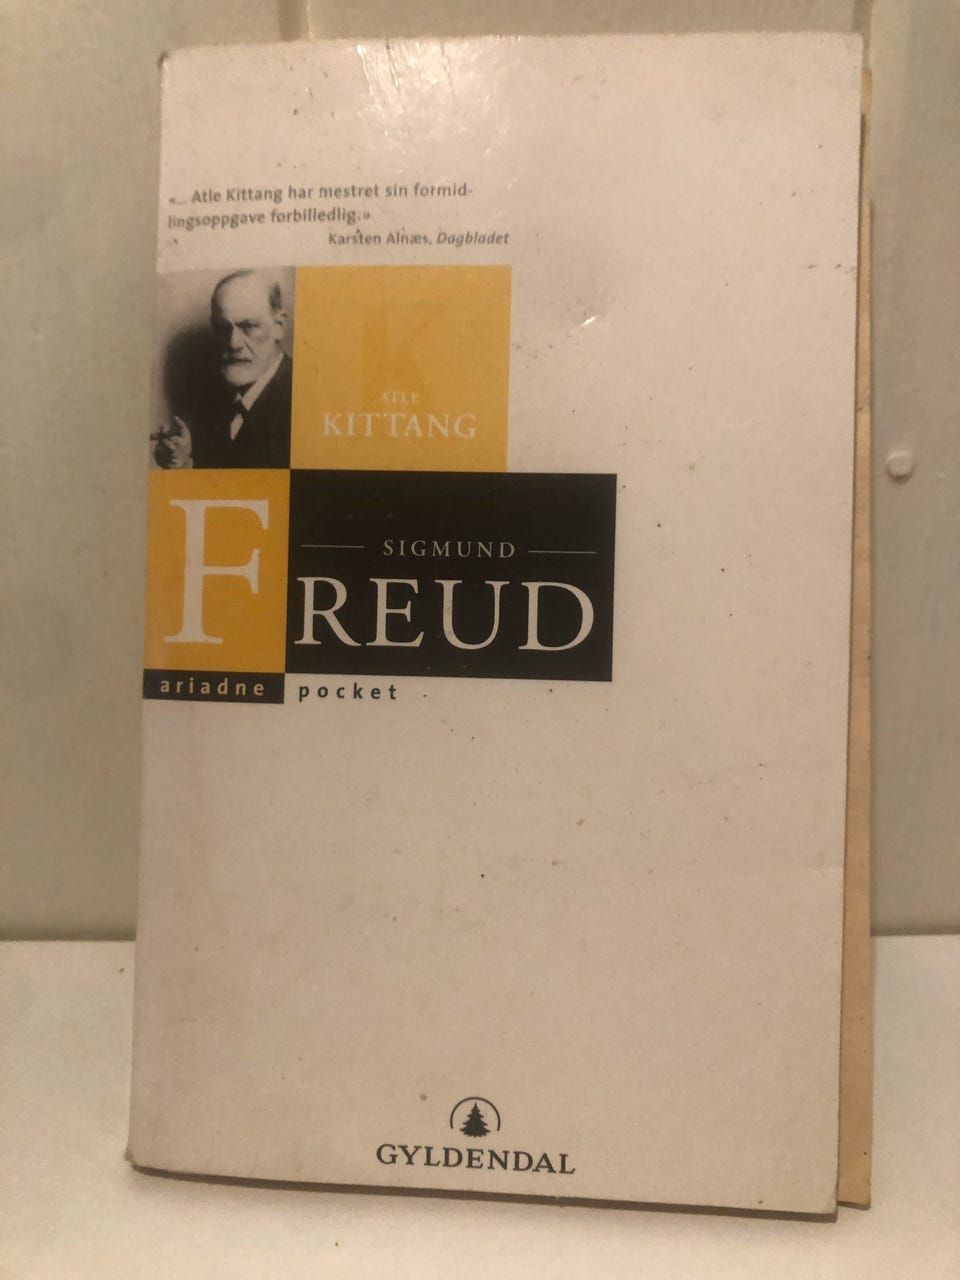 «... Atle Kittang har mestret sin formid-
lingsoppgave forbilledlig.»
Karsten Alnæs, Dagbladet
K
ATLE
KITTANG
SIGMUND
FREUD
ariadne pocket
GYLDENDAL